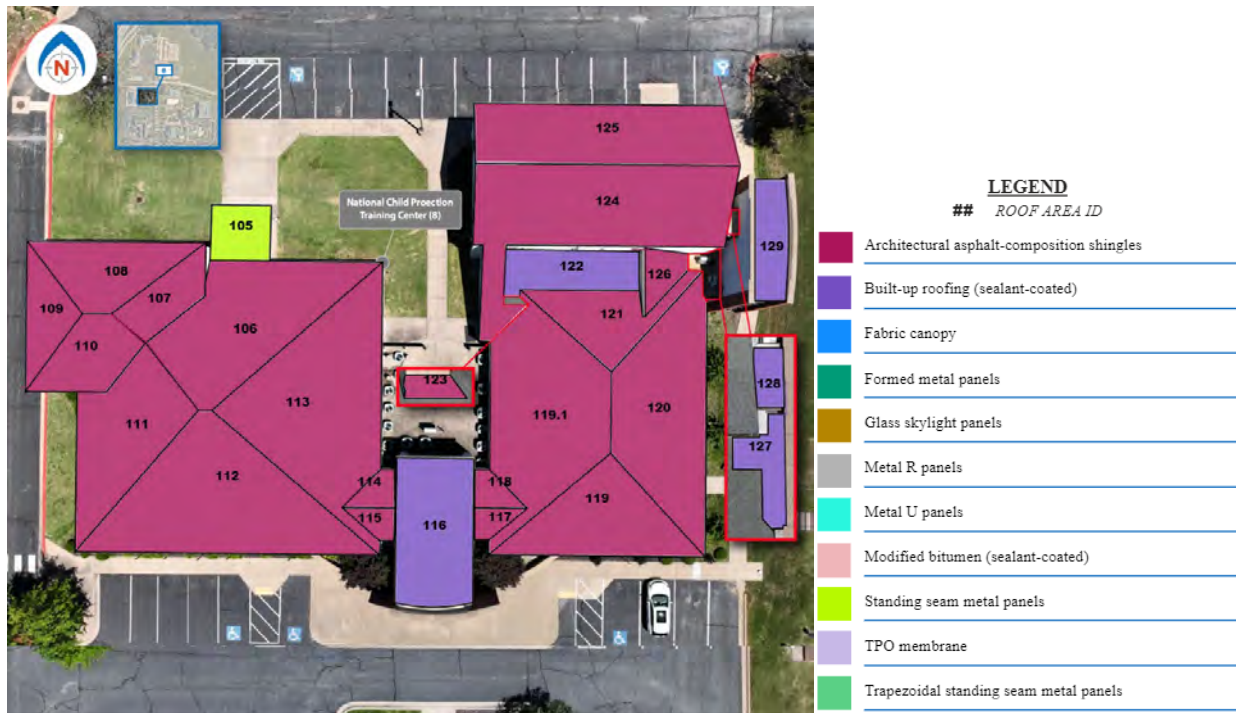 N
125
124
National Child Proection
Training Center (8)
105
129
122
126
108
107
109
106
121
110
123
128
113
119.1
120
111
127
112
114
118
119
115
117
116
LEGEND
## ROOF AREA ID
Architectural asphalt-composition shingles
Built-up roofing (sealant-coated)
Fabric canopy
Formed metal panels
Glass skylight panels
Metal R panels
Metal U panels
Modified bitumen (sealant-coated)
Standing seam metal panels
TPO membrane
Trapezoidal standing seam metal panels